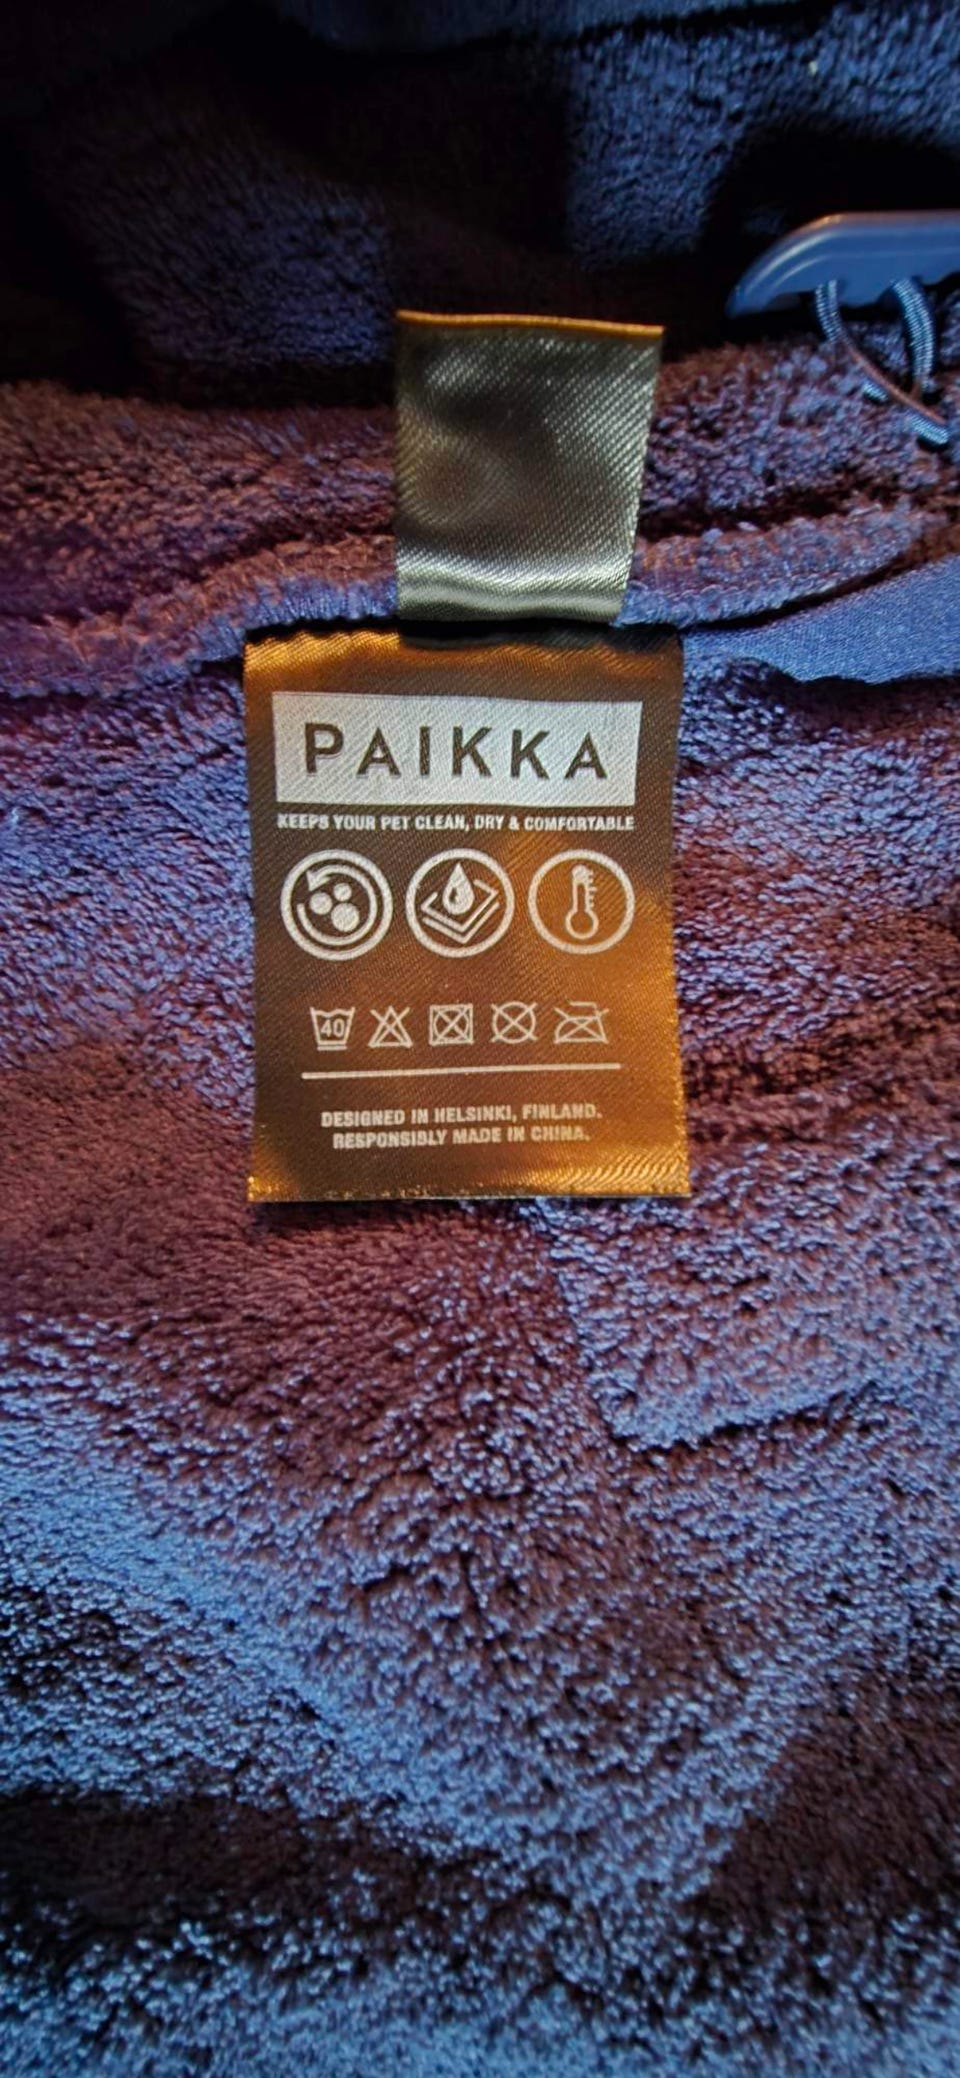 PAIKKA
KEEPS YOUR PET CLEAN, DRY & COMFORTABLE
40
DESIGNED IN HELSINKI, FINLAND.
RESPONSIBLY MADE IN CHINA.